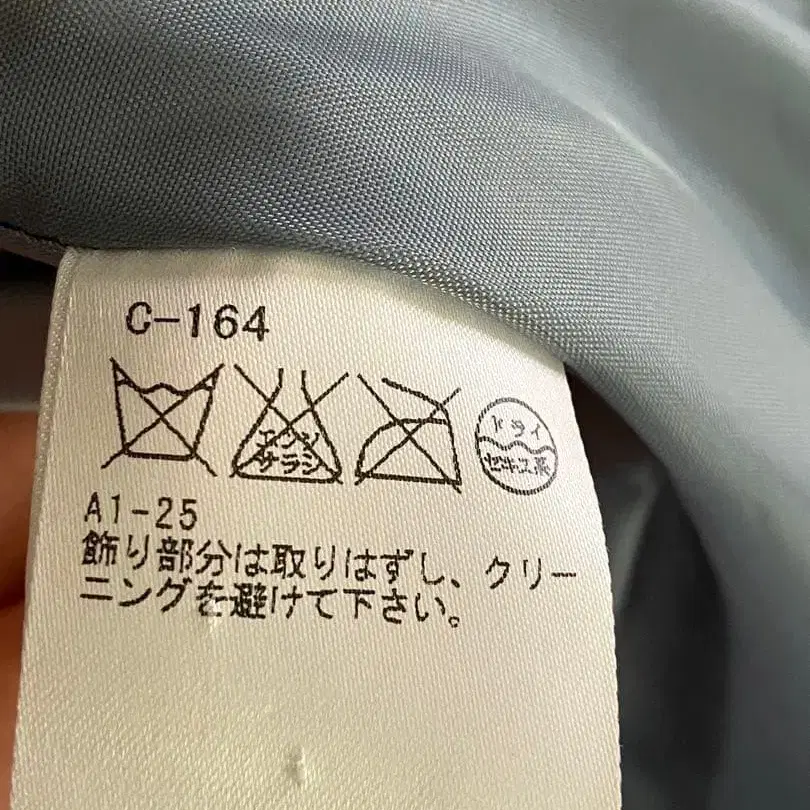 C-164
エンソ
サラシ
ドライ
セキユ系
A1-25
飾り部分は取りはずし、クリー
ニングを避けて下さい。